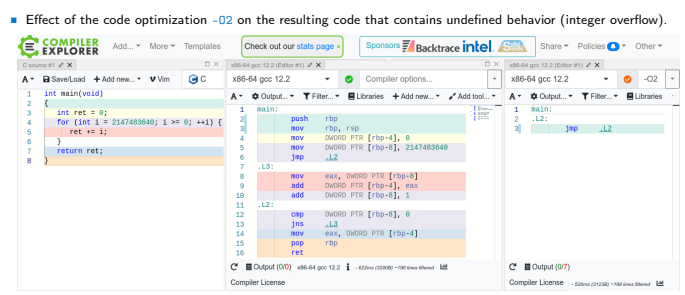 Effect of the code optimization -O2 on the resulting code that contains undefined behavior (integer overflow).
COMPILER EXPLORER Add... More Templates Check out our stats page × Sponsors Backtrace intel. Share Policies Other
C source #1 × x86-64 gcc 12.2 (Editor #1) × x86-64 gcc 12.2 (Editor #1) ×
A Save/Load + Add new... Vim C x86-64 gcc 12.2 Compiler options... x86-64 gcc 12.2 -O2
A Output... Filter... Libraries + Add new... Add tool... A Output... Filter... Libraries
1 int main(void)
2 {
3 int ret = 0;
4 for (int i = 2147483640; i >= 0; ++i) {
5 ret += i;
6 }
7 return ret;
8 }
1 main:
2 push rbp
3 mov rbp, rsp
4 mov DWORD PTR [rbp-4], 0
5 mov DWORD PTR [rbp-8], 2147483640
6 jmp .L2
7 .L3:
8 mov eax, DWORD PTR [rbp-8]
9 add DWORD PTR [rbp-4], eax
10 add DWORD PTR [rbp-8], 1
11 .L2:
12 cmp DWORD PTR [rbp-8], 0
13 jns .L3
14 mov eax, DWORD PTR [rbp-4]
15 pop rbp
16 ret
1 main:
2 .L2:
3 jmp .L2
Output (0/0) x86-64 gcc 12.2 i - 622ms (3290B) ~190 lines filtered
Compiler License
Output (0/7)
Compiler License - 526ms (3123B) ~198 lines filtered